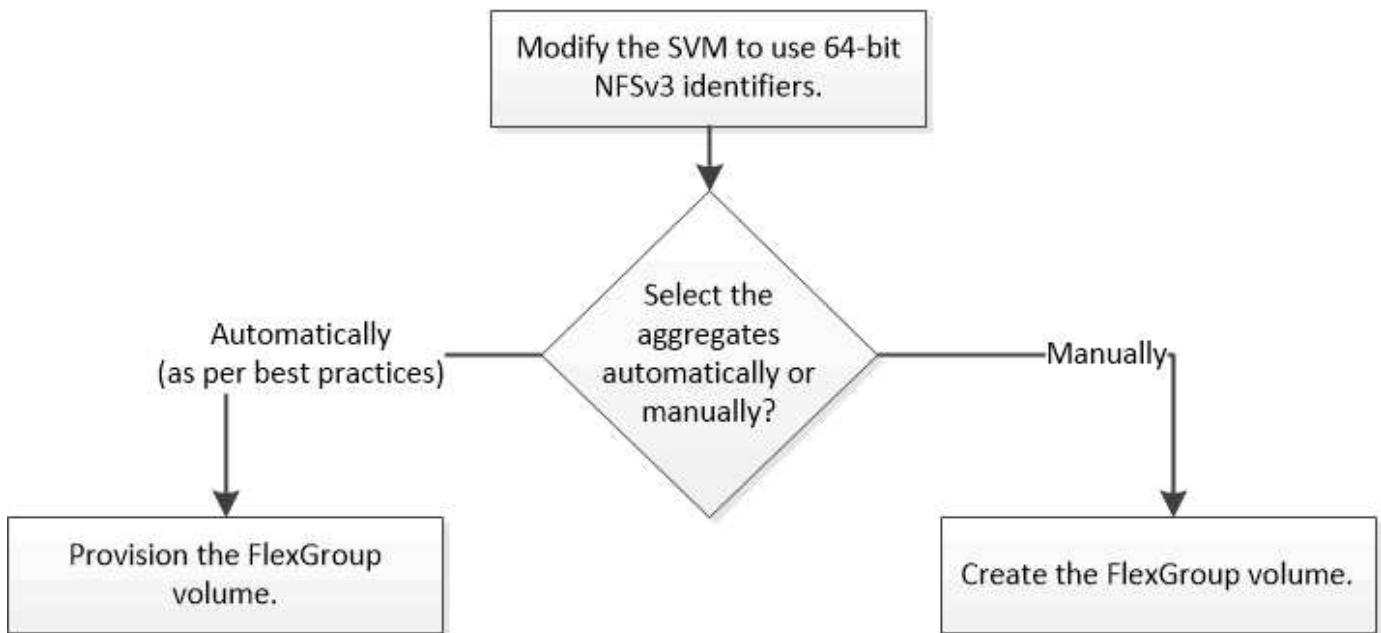 Modify the SVM to use 64-bit
NFSv3 identifiers.
Select the
aggregates
automatically or
manually?
Automatically
(as per best practices)
Manually
Provision the FlexGroup
volume.
Create the FlexGroup volume.